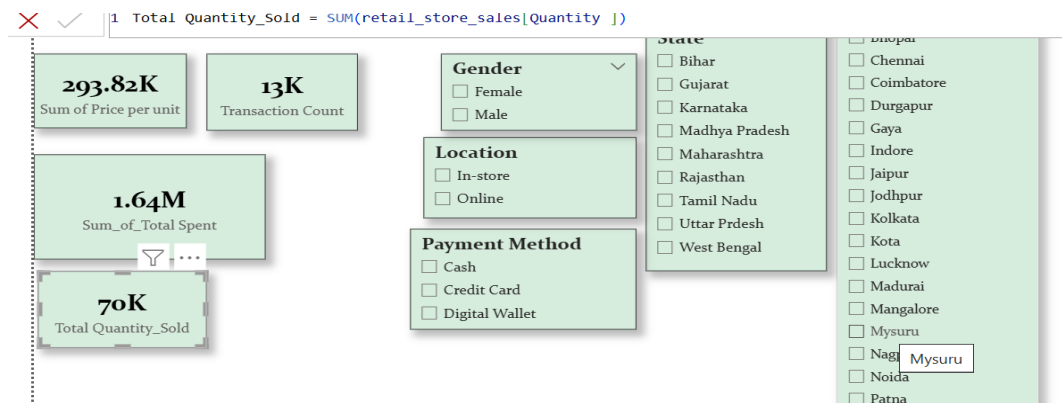 1 Total Quantity_Sold = SUM(retail_store_sales[Quantity ])
293.82K
Sum of Price per unit
13K
Transaction Count
1.64M
Sum_of_Total Spent
70K
Total Quantity_Sold
Gender
Female
Male
Location
In-store
Online
Payment Method
Cash
Credit Card
Digital Wallet
State
Bihar
Gujarat
Karnataka
Madhya Pradesh
Maharashtra
Rajasthan
Tamil Nadu
Uttar Prdesh
West Bengal
Bhopal
Chennai
Coimbatore
Durgapur
Gaya
Indore
Jaipur
Jodhpur
Kolkata
Kota
Lucknow
Madurai
Mangalore
Mysuru
Mysuru
Noida
Patna